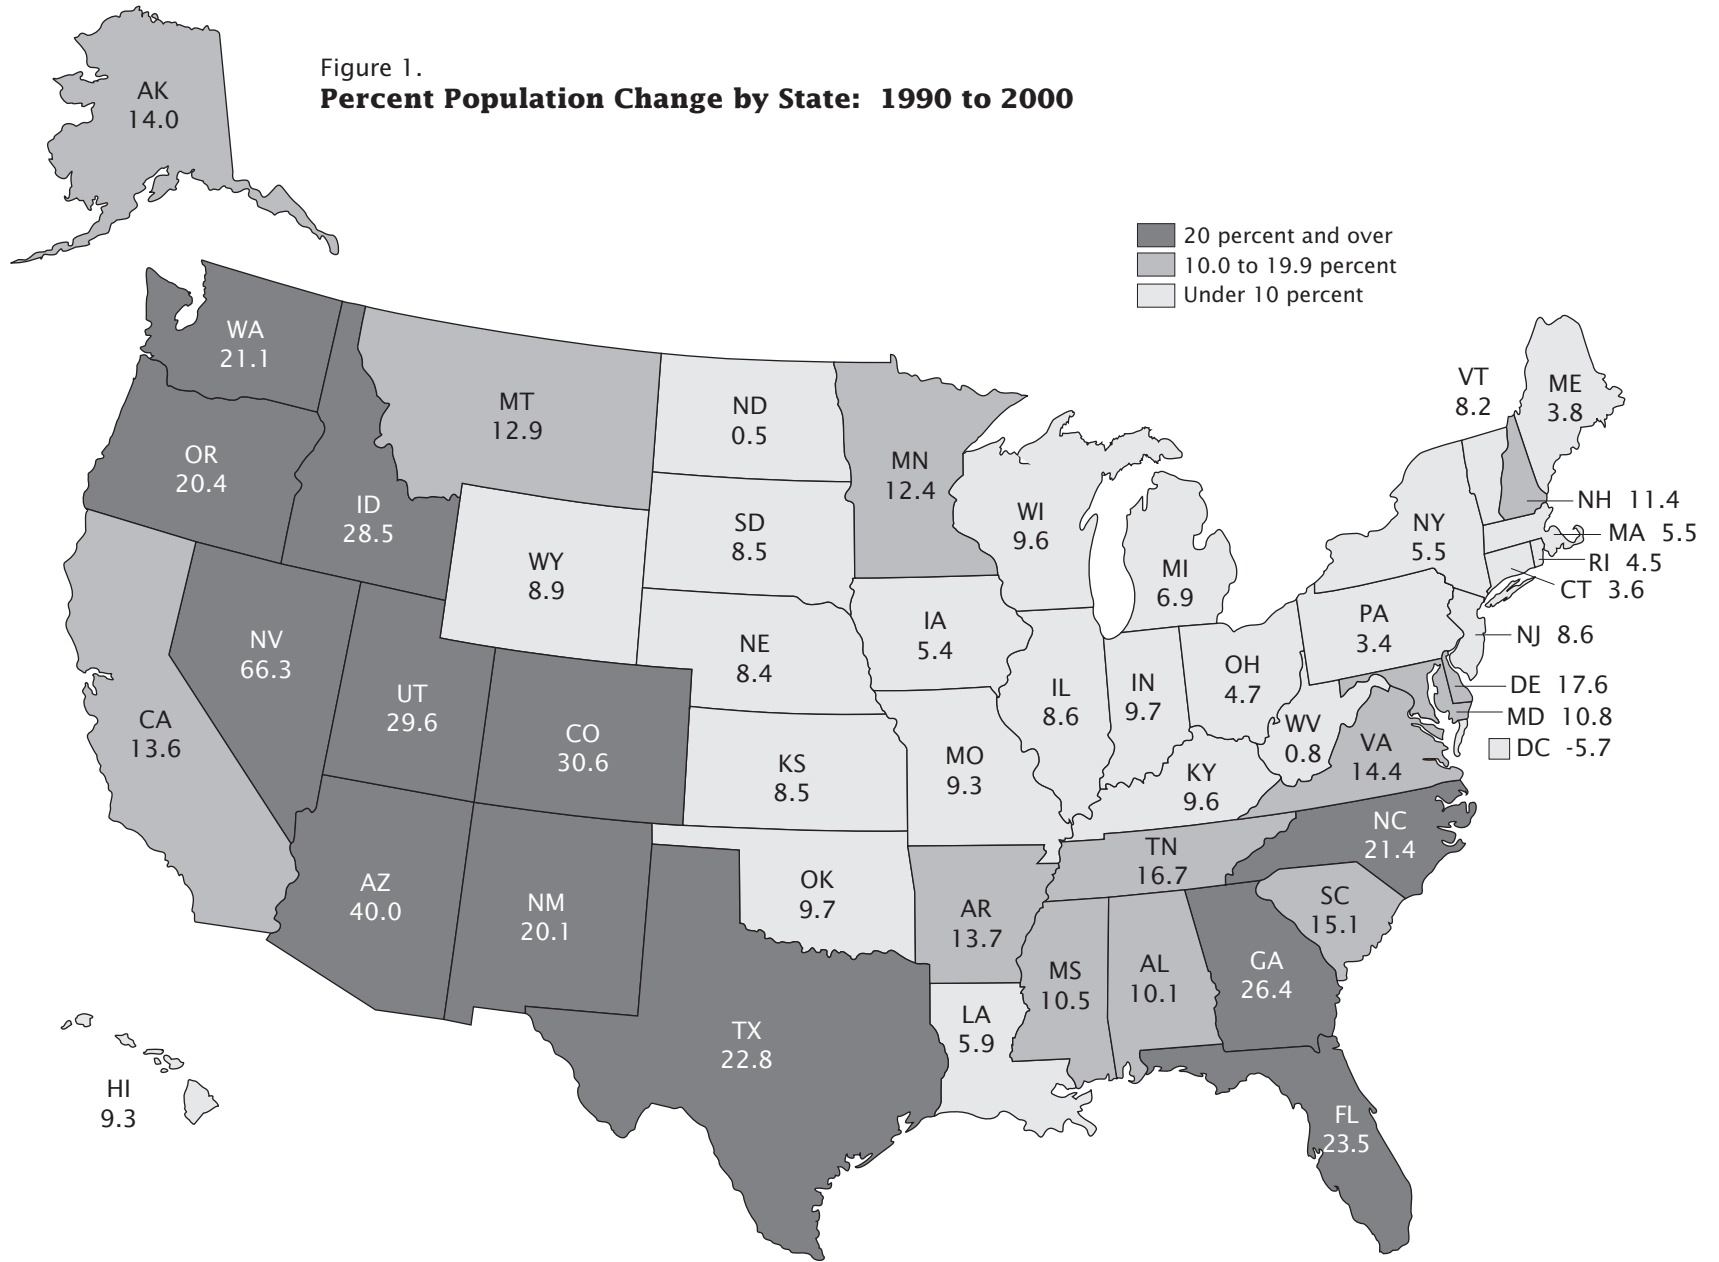 AK
14.0
Figure 1.
Percent Population Change by State: 1990 to 2000
20 percent and over
10.0 to 19.9 percent
Under 10 percent
WA
21.1
OR
20.4
ID
28.5
MT
12.9
ND
0.5
MN
12.4
SD
8.5
WY
8.9
WI
9.6
MI
6.9
VT
8.2
ME
3.8
NH 11.4
MA 5.5
RI 4.5
CT 3.6
NY
5.5
PA
3.4
NJ 8.6
DE 17.6
MD 10.8
DC -5.7
NV
66.3
UT
29.6
CA
13.6
CO
30.6
NE
8.4
IA
5.4
IL
8.6
IN
9.7
OH
4.7
WV
0.8
VA
14.4
KS
8.5
MO
9.3
KY
9.6
NC
21.4
TN
16.7
SC
15.1
AZ
40.0
NM
20.1
OK
9.7
AR
13.7
MS
10.5
AL
10.1
GA
26.4
TX
22.8
LA
5.9
FL
23.5
HI
9.3